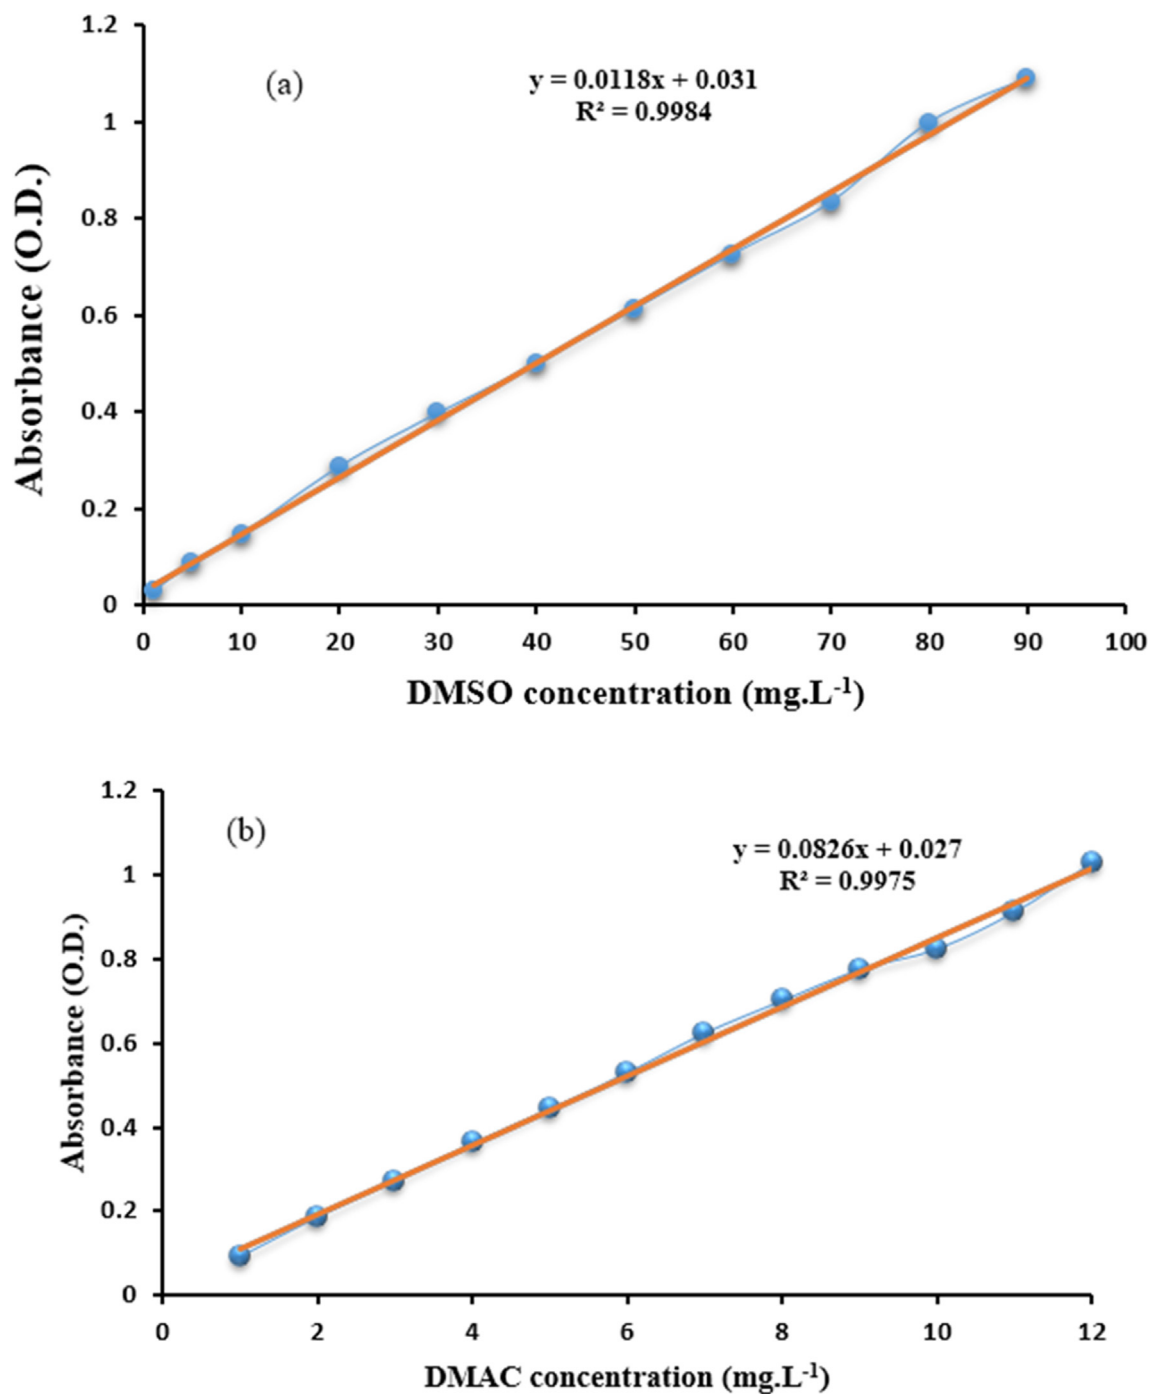 1.2
(a)
y = 0.0118x + 0.031
R² = 0.9984
1
0.8
0.6
0.4
0.2
0
Absorbance (O.D.)
0 10 20 30 40 50 60 70 80 90 100
DMSO concentration (mg.L⁻¹)
1.2
(b)
y = 0.0826x + 0.027
R² = 0.9975
1
0.8
0.6
0.4
0.2
0
Absorbance (O.D.)
0 2 4 6 8 10 12
DMAC concentration (mg.L⁻¹)